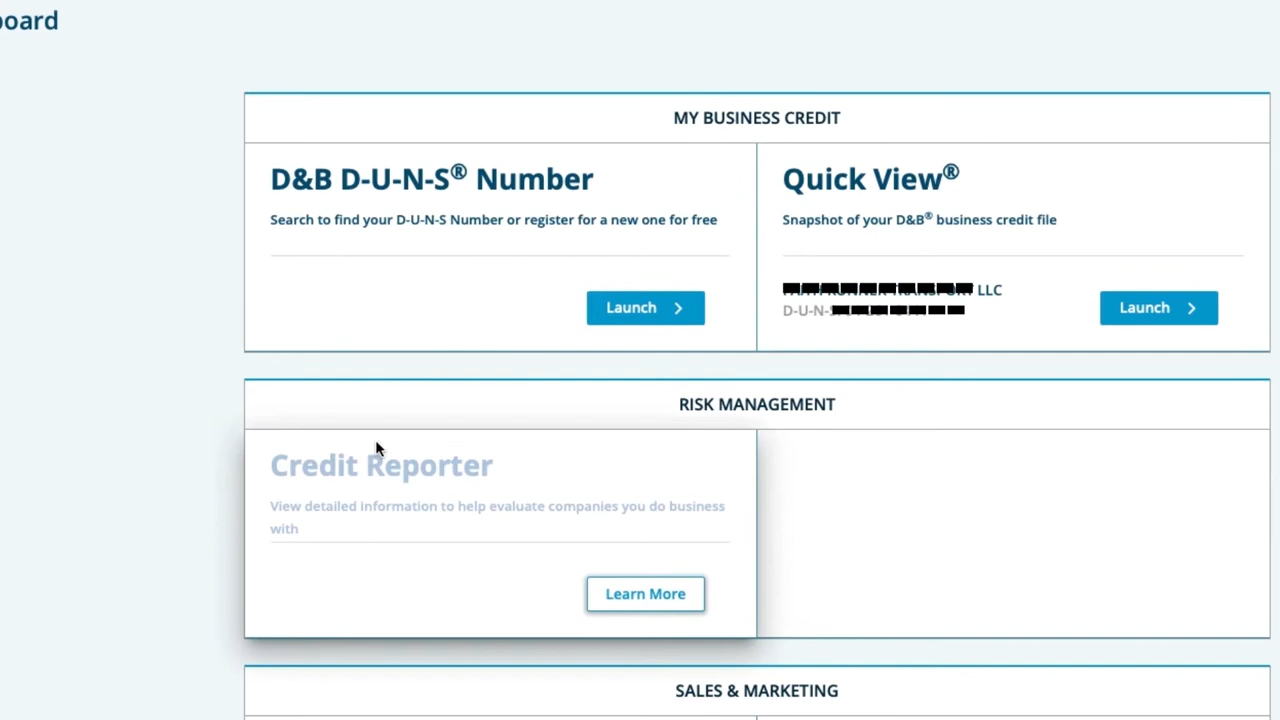 board
MY BUSINESS CREDIT
D&B D-U-N-S® Number
Search to find your D-U-N-S Number or register for a new one for free
Launch
Quick View®
Snapshot of your D&B® business credit file
LLC
D-U-N-
Launch
RISK MANAGEMENT
Credit Reporter
View detailed information to help evaluate companies you do business
with
Learn More
SALES & MARKETING